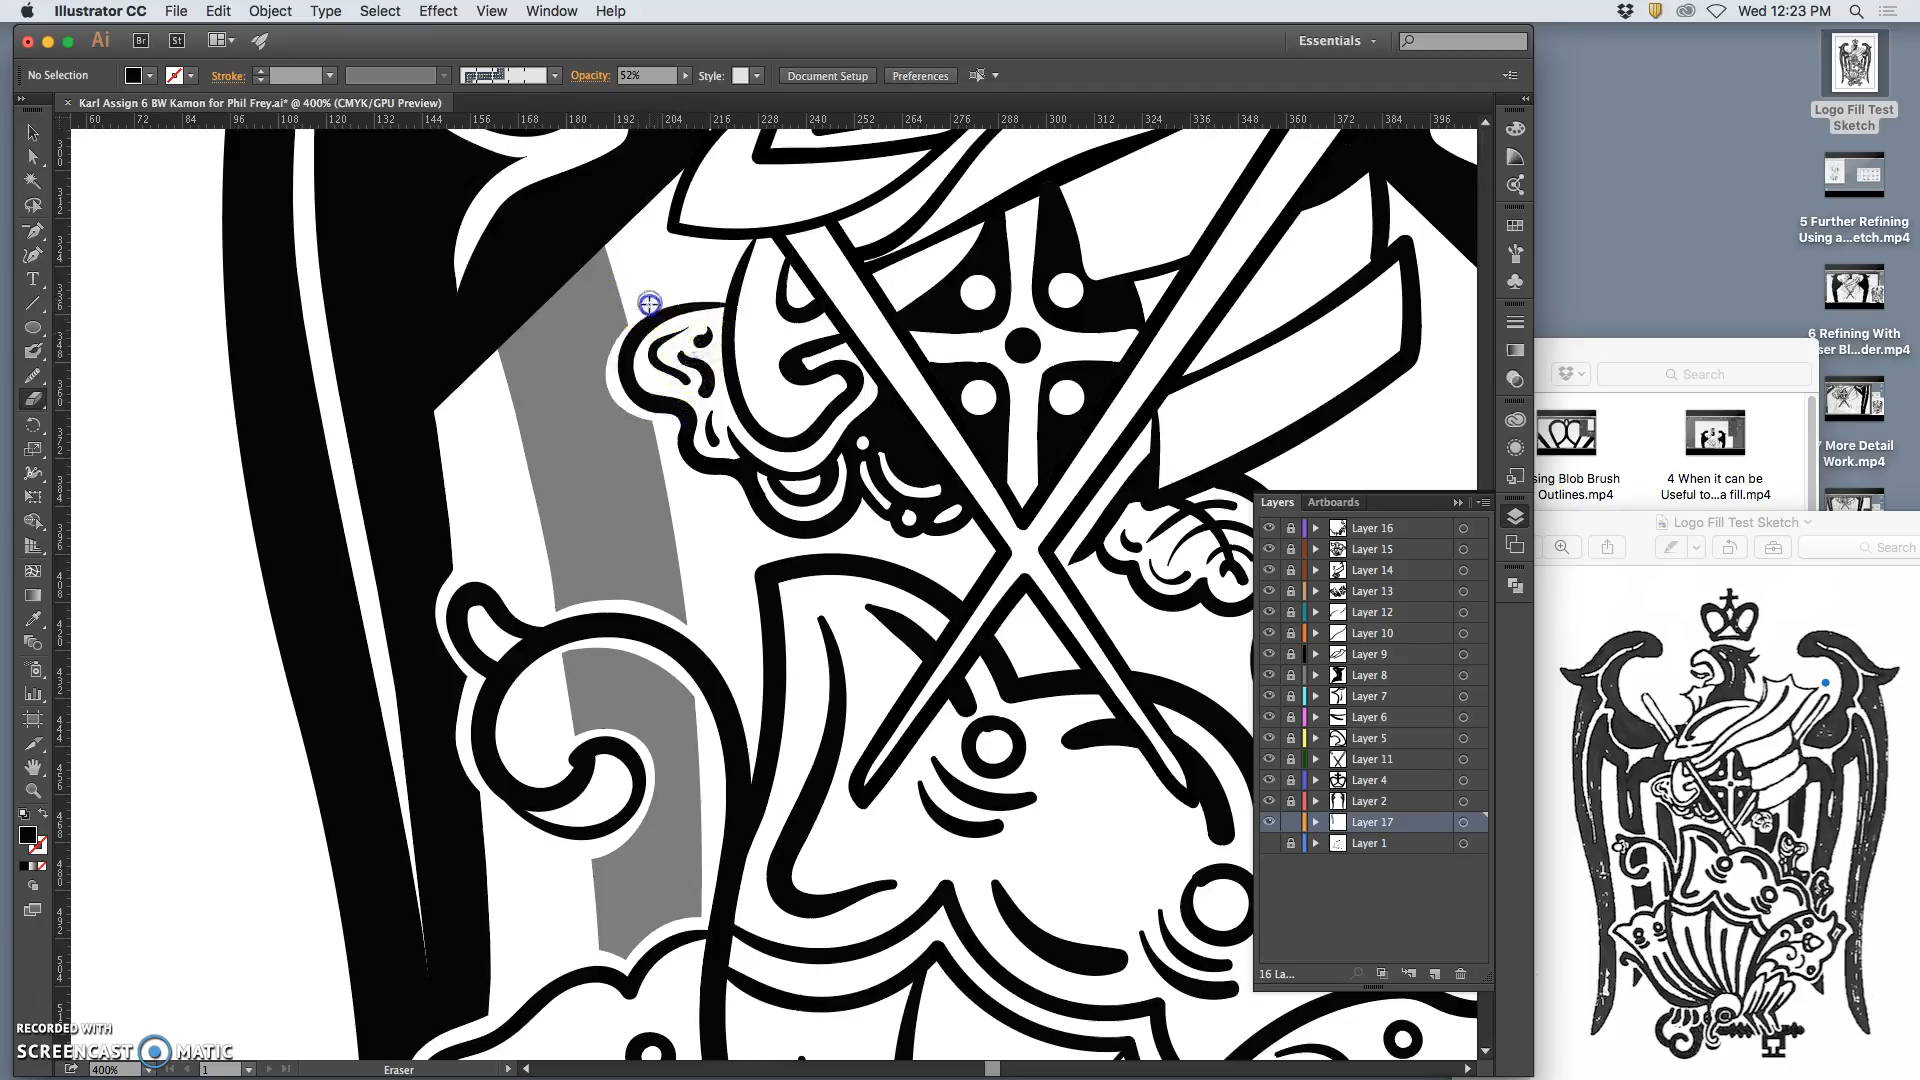 Illustrator CC File Edit Object Type Select Effect View Window Help
Wed 12:23 PM
Ai Br St
Essentials
No Selection Stroke: Opacity: 52% Style: Document Setup Preferences
Karl Assign 6 BW Kamon for Phil Frey.ai* @ 400% (CMYK/GPU Preview)
60 72 84 96 108 120 132 144 156 168 180 192 204 216 228 240 252 264 276 288 300 312 324 336 348 360 372 384 396
Layers Artboards
Layer 16
Layer 15
Layer 14
Layer 13
Layer 12
Layer 10
Layer 9
Layer 8
Layer 7
Layer 6
Layer 5
Layer 11
Layer 4
Layer 2
Layer 17
Layer 1
16 La...
RECORDED WITH
SCREENCAST MATIC
400% 1 Eraser
Logo Fill Test
Sketch
5 Further Refining
Using a...etch.mp4
6 Refining With
ser Bl...der.mp4
Search
7 More Detail
Work.mp4
sing Blob Brush
Outlines.mp4
4 When it can be
Useful to...a fill.mp4
Logo Fill Test Sketch
Search